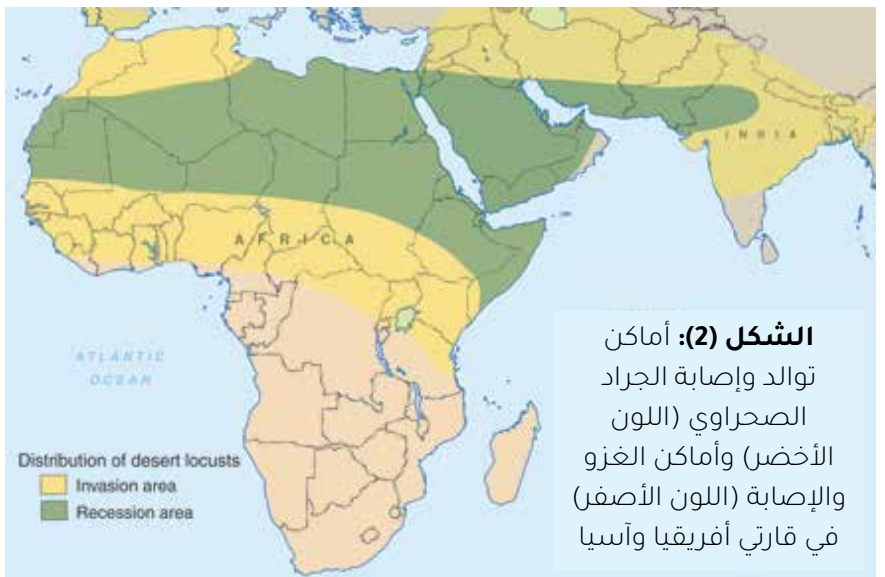 INDIA
AFRICA
ATLANTIC
OCEAN
Distribution of desert locusts
Invasion area
Recession area
الشكل (2): أماكن
توالد وإصابة الجراد
الصحراوي (اللون
الأخضر) وأماكن الغزو
والإصابة (اللون الأصفر)
في قارتي أفريقيا وآسيا